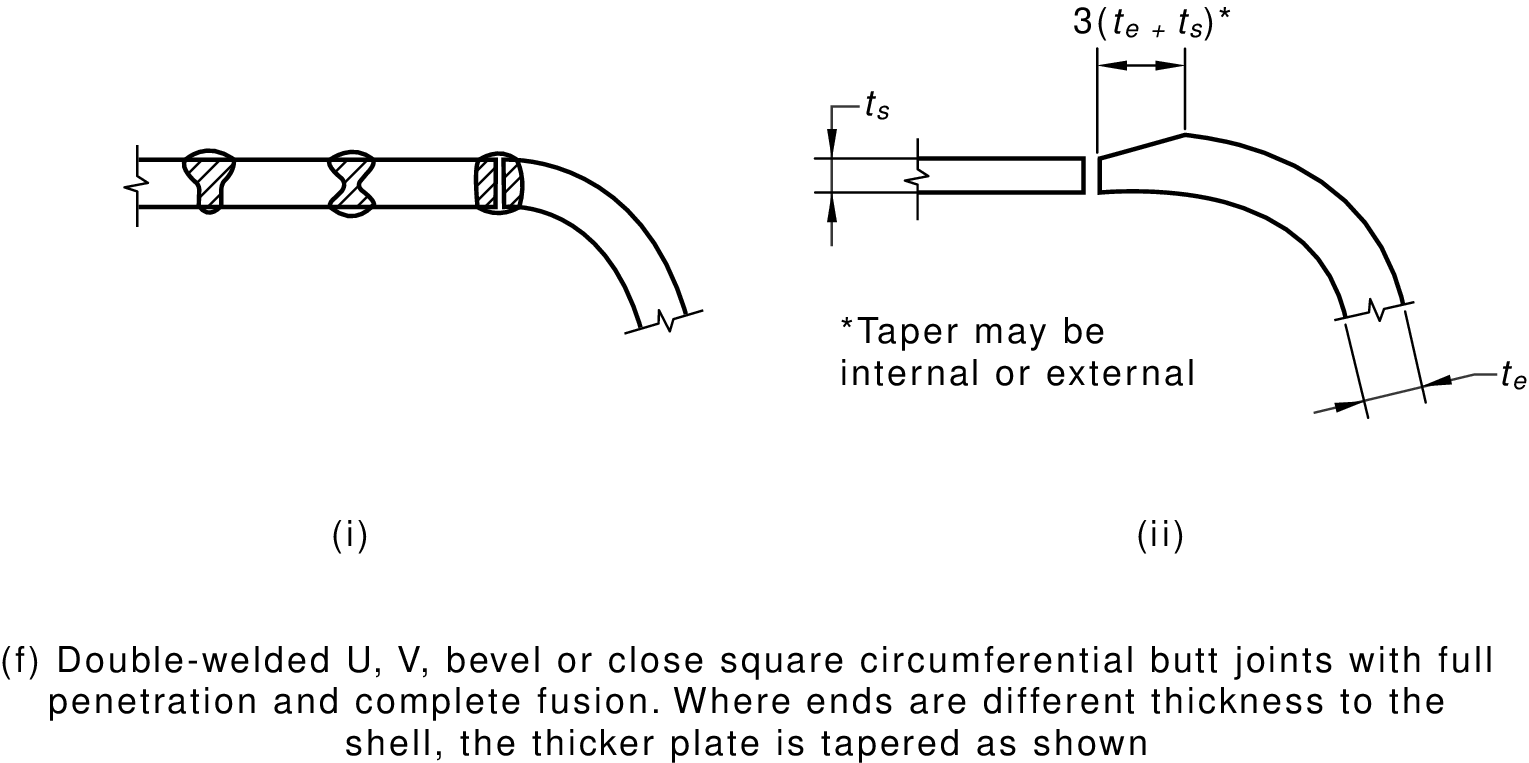 3(te + ts)*
ts
*Taper may be
internal or external
te
(i)
(ii)
(f) Double-welded U, V, bevel or close square circumferential butt joints with full
penetration and complete fusion. Where ends are different thickness to the
shell, the thicker plate is tapered as shown